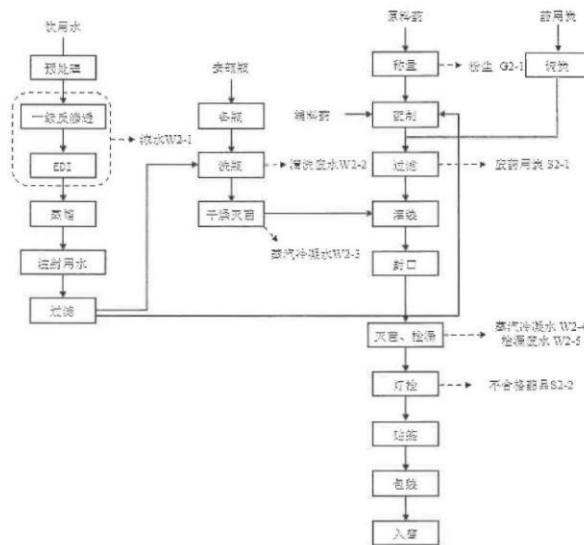 饮用水
原料药
药用炭
预处理
安瓿瓶
称量
粉尘 G2-1
一级反渗透
理瓶
辅料药
配制
浓水W2-1
EDI
洗瓶
清洗废水W2-2
过滤
废药用炭 S2-1
蒸馏
干燥灭菌
灌装
注射用水
蒸汽冷凝水W2-3
封口
过滤
灭菌、检漏
蒸汽冷凝水 W2-4
检漏废水 W2-5
灯检
不合格药品S2-2
贴签
包装
入库